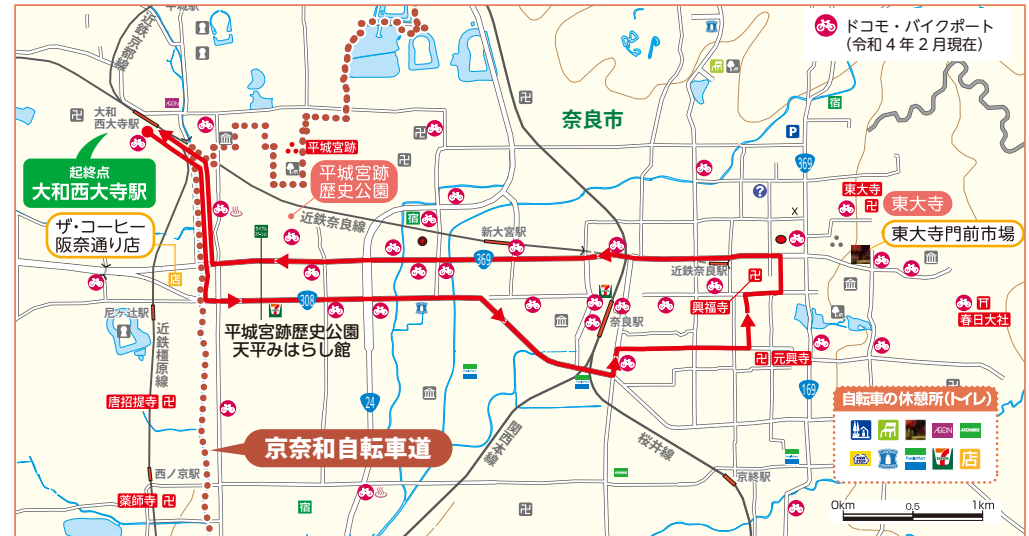 平城駅
近鉄京都線
ドコモ・バイクポート
（令和４年２月現在）
大和
西大寺駅
AEON
奈良市
宿
P
369
起終点
大和西大寺駅
平城宮跡
平城宮跡
歴史公園
東大寺
東大寺
?
X
ザ・コーヒー
阪奈通り店
近鉄奈良線
宿
新大宮駅
東大寺門前市場
店
369
近鉄奈良駅
尼ヶ辻駅
308
興福寺
奈良駅
春日大社
平城宮跡歴史公園
天平みはらし館
近鉄橿原線
元興寺
24
169
唐招提寺
自転車の休憩所（トイレ）
AEON
店
京奈和自転車道
関西本線
桜井線
西ノ京駅
京終駅
薬師寺
宿
0km
0.5
1km